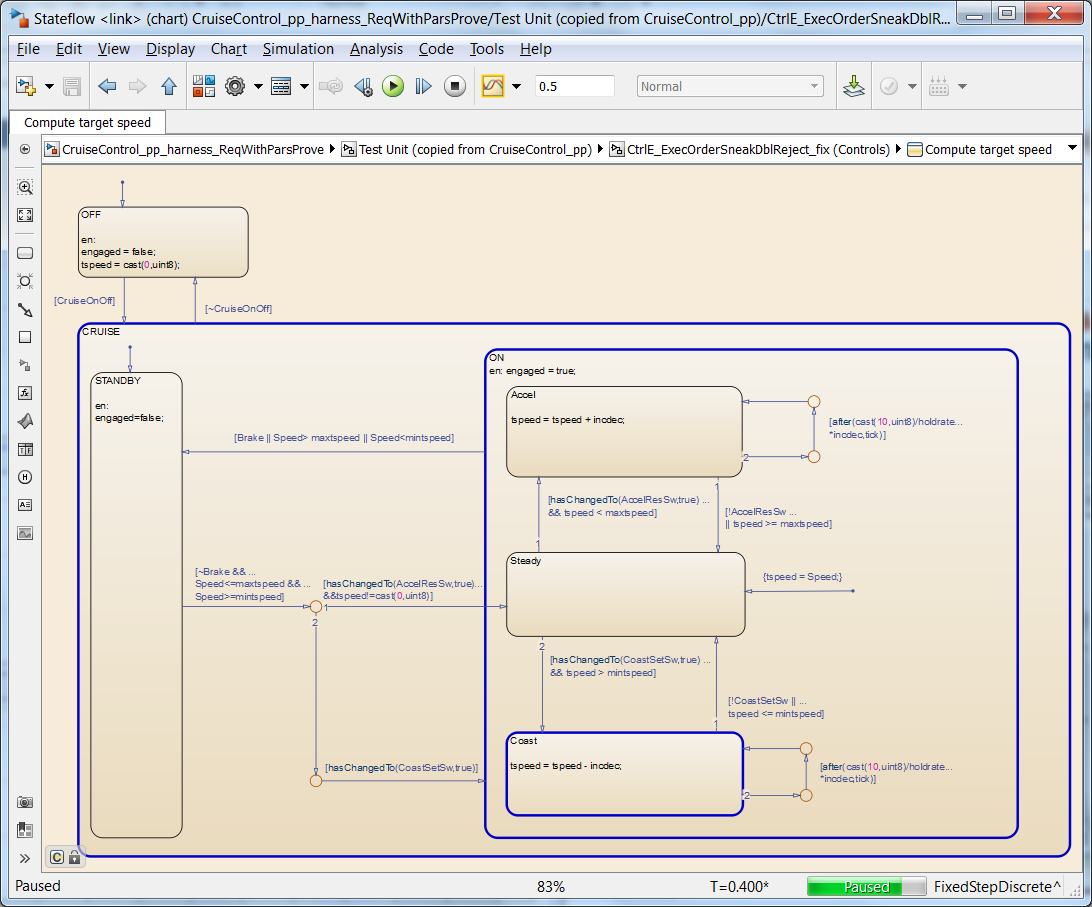 Stateflow <link> (chart) CruiseControl_pp_harness_ReqWithParsProve/Test Unit (copied from CruiseControl_pp)/CtrlE_ExecOrderSneakDblR...
File Edit View Display Chart Simulation Analysis Code Tools Help
0.5 Normal
Compute target speed
CruiseControl_pp_harness_ReqWithParsProve Test Unit (copied from CruiseControl_pp) CtrlE_ExecOrderSneakDblReject_fix (Controls) Compute target speed
OFF
en:
engaged = false;
tspeed = cast(0,uint8);
[CruiseOnOff]
[~CruiseOnOff]
CRUISE
STANDBY
en:
engaged=false;
ON
en: engaged = true;
Accel
tspeed = tspeed + incdec;
2
[after(cast(10,uint8)/holdrate...
*incdec,tick)]
[Brake || Speed> maxtspeed || Speed<mintspeed]
1
[hasChangedTo(AccelResSw,true) ...
&& tspeed < maxtspeed]
1
[!AccelResSw ...
|| tspeed >= maxtspeed]
Steady
{tspeed = Speed;}
[~Brake && ...
Speed<=maxtspeed && ...
Speed>=mintspeed]
[hasChangedTo(AccelResSw,true)...
&&tspeed!=cast(0,uint8)]
1
2
2
[hasChangedTo(CoastSetSw,true) ...
&& tspeed > mintspeed]
[!CoastSetSw || ...
tspeed <= mintspeed]
1
Coast
tspeed = tspeed - incdec;
2
[after(cast(10,uint8)/holdrate...
*incdec,tick)]
[hasChangedTo(CoastSetSw,true)]
fx
H
A
C
Paused 83% T=0.400* Paused FixedStepDiscrete^